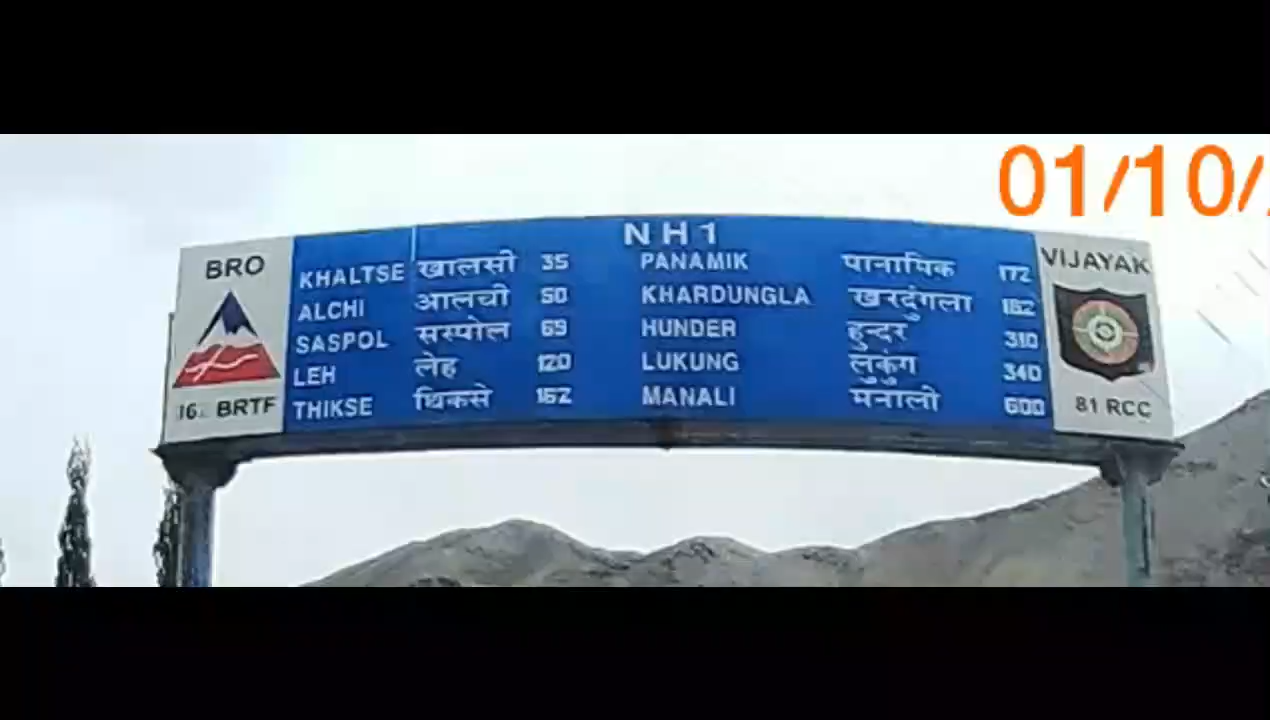 01/10/
NH1
BRO
BRTF
KHALTSE खालसी 35
ALCHI आलची 50
SASPOL सस्पोल 69
LEH लेह 120
THIKSE थिकसे 162
PANAMIK पानामिक 172
KHARDUNGLA खरदुंगला 162
HUNDER हुन्दर 310
LUKUNG लुकुंग 340
MANALI मनाली 600
VIJAYAK
81 RCC